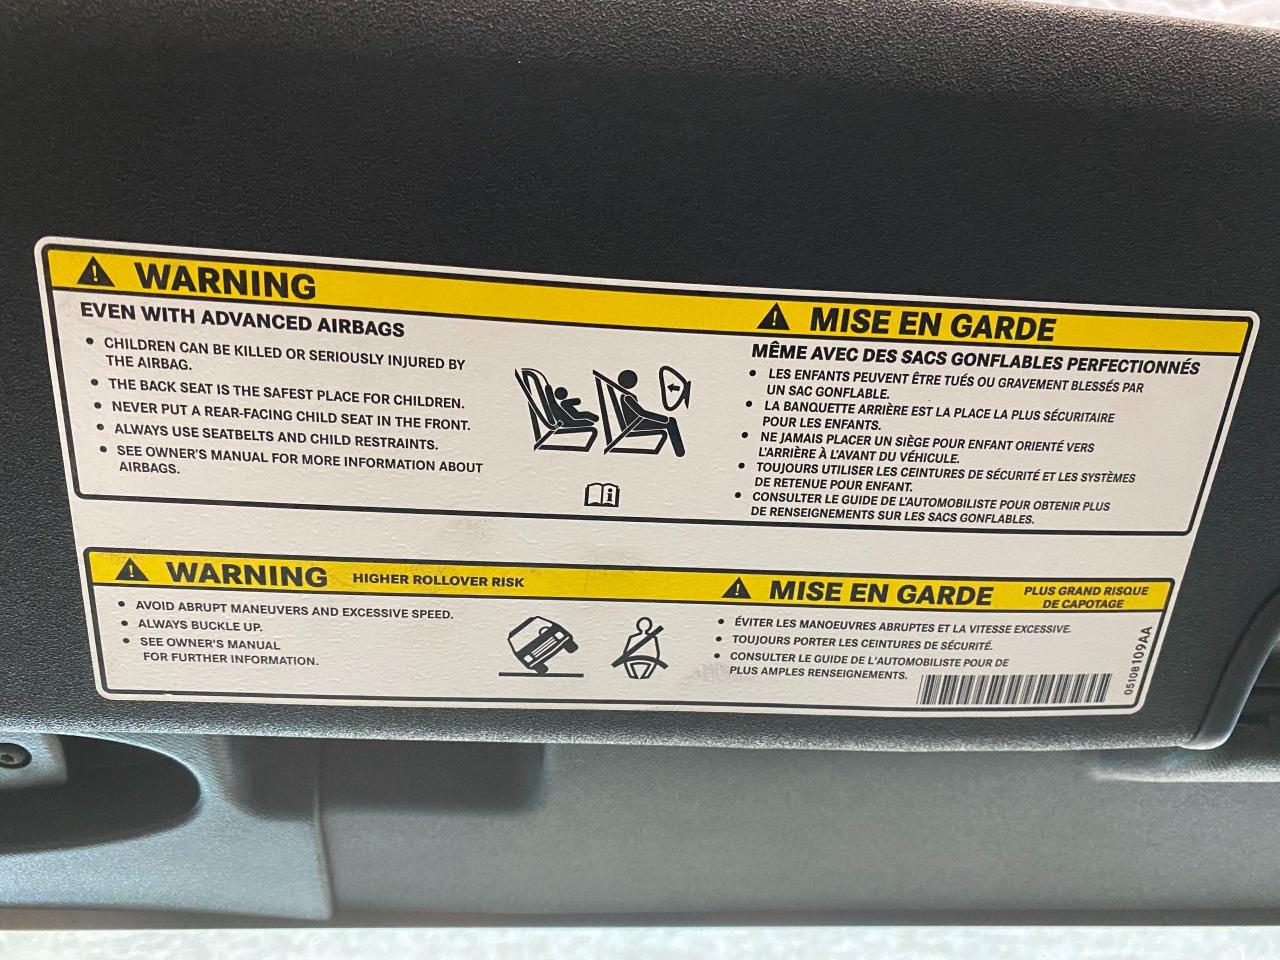 WARNING
EVEN WITH ADVANCED AIRBAGS
• CHILDREN CAN BE KILLED OR SERIOUSLY INJURED BY
THE AIRBAG.
• THE BACK SEAT IS THE SAFEST PLACE FOR CHILDREN.
• NEVER PUT A REAR-FACING CHILD SEAT IN THE FRONT.
• ALWAYS USE SEATBELTS AND CHILD RESTRAINTS.
• SEE OWNER'S MANUAL FOR MORE INFORMATION ABOUT
AIRBAGS.
MISE EN GARDE
MÊME AVEC DES SACS GONFLABLES PERFECTIONNÉS
• LES ENFANTS PEUVENT ÊTRE TUÉS OU GRAVEMENT BLESSÉS PAR
UN SAC GONFLABLE.
• LA BANQUETTE ARRIÈRE EST LA PLACE LA PLUS SÉCURITAIRE
POUR LES ENFANTS.
• NE JAMAIS PLACER UN SIÈGE POUR ENFANT ORIENTÉ VERS
L'ARRIÈRE À L'AVANT DU VÉHICULE.
• TOUJOURS UTILISER LES CEINTURES DE SÉCURITÉ ET LES SYSTÈMES
DE RETENUE POUR ENFANT.
• CONSULTER LE GUIDE DE L'AUTOMOBILISTE POUR OBTENIR PLUS
DE RENSEIGNEMENTS SUR LES SACS GONFLABLES.
WARNING HIGHER ROLLOVER RISK
• AVOID ABRUPT MANEUVERS AND EXCESSIVE SPEED.
• ALWAYS BUCKLE UP.
• SEE OWNER'S MANUAL
FOR FURTHER INFORMATION.
MISE EN GARDE PLUS GRAND RISQUE
DE CAPOTAGE
• ÉVITER LES MANOEUVRES ABRUPTES ET LA VITESSE EXCESSIVE.
• TOUJOURS PORTER LES CEINTURES DE SÉCURITÉ.
• CONSULTER LE GUIDE DE L'AUTOMOBILISTE POUR DE
PLUS AMPLES RENSEIGNEMENTS.
05108109AA